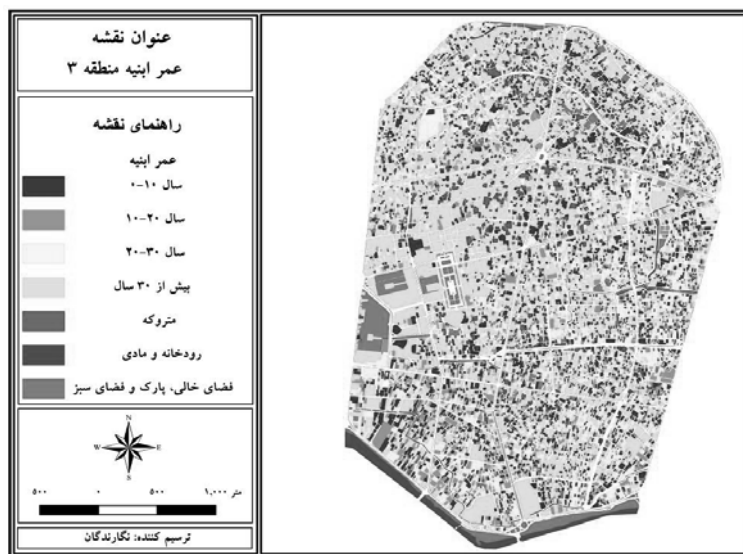 عنوان نقشه
عمر ابنیه منطقه ۳
راهنمای نقشه
عمر ابنیه
سال ۱۰-۰
سال ۲۰-۱۰
سال ۳۰-۲۰
بیش از ۳۰ سال
متروکه
رودخانه و مادی
فضای خالی، پارک و فضای سبز
N
W E
S
۵۰۰ ۰ ۵۰۰ ۱,۰۰۰ متر
ترسیم کننده: نگارندگان